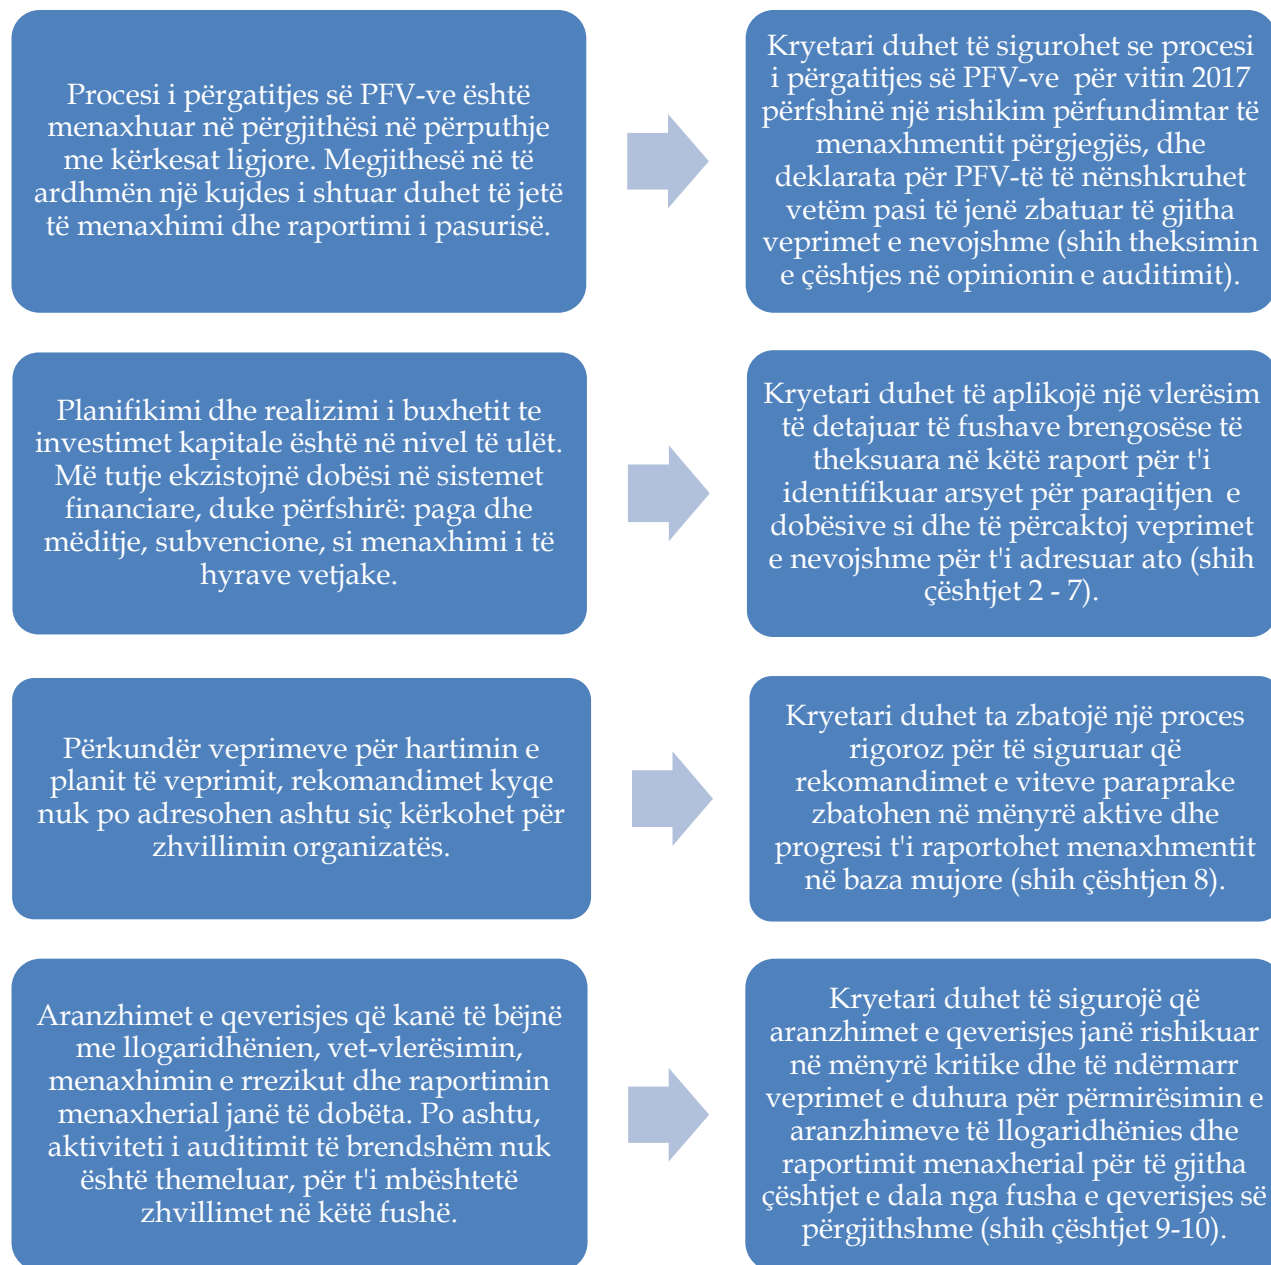 Procesi i përgatitjes së PFV-ve është
menaxhuar në përgjithësi në përputhje
me kërkesat ligjore. Megjithesë në të
ardhmën një kujdes i shtuar duhet të jetë
të menaxhimi dhe raportimi i pasurisë.
Kryetari duhet të sigurohet se procesi
i përgatitjes së PFV-ve për vitin 2017
përfshinë një rishikim përfundimtar të
menaxhmentit përgjegjës, dhe
deklarata për PFV-të të nënshkruhet
vetëm pasi të jenë zbatuar të gjitha
veprimet e nevojshme (shih theksimin
e çështjes në opinionin e auditimit).
Planifikimi dhe realizimi i buxhetit te
investimet kapitale është në nivel të ulët.
Më tutje ekzistojnë dobësi në sistemet
financiare, duke përfshirë: paga dhe
mëditje, subvencione, si menaxhimi i të
hyrave vetjake.
Kryetari duhet të aplikojë një vlerësim
të detajuar të fushave brengosëse të
theksuara në këtë raport për t'i
identifikuar arsyet për paraqitjen e
dobësive si dhe të përcaktoj veprimet
e nevojshme për t'i adresuar ato (shih
çështjet 2 - 7).
Përkundër veprimeve për hartimin e
planit të veprimit, rekomandimet kyqe
nuk po adresohen ashtu siç kërkohet për
zhvillimin organizatës.
Kryetari duhet ta zbatojë një proces
rigoroz për të siguruar që
rekomandimet e viteve paraprake
zbatohen në mënyrë aktive dhe
progresi t'i raportohet menaxhmentit
në baza mujore (shih çështjen 8).
Aranzhimet e qeverisjes që kanë të bëjnë
me llogaridhënien, vet-vlerësimin,
menaxhimin e rrezikut dhe raportimin
menaxherial janë të dobëta. Po ashtu,
aktiviteti i auditimit të brendshëm nuk
është themeluar, për t'i mbështetë
zhvillimet në këtë fushë.
Kryetari duhet të sigurojë që
aranzhimet e qeverisjes janë rishikuar
në mënyrë kritike dhe të ndërmarr
veprimet e duhura për përmirësimin e
aranzhimeve të llogaridhënies dhe
raportimit menaxherial për të gjitha
çështjet e dala nga fusha e qeverisjes së
përgjithshme (shih çështjet 9-10).